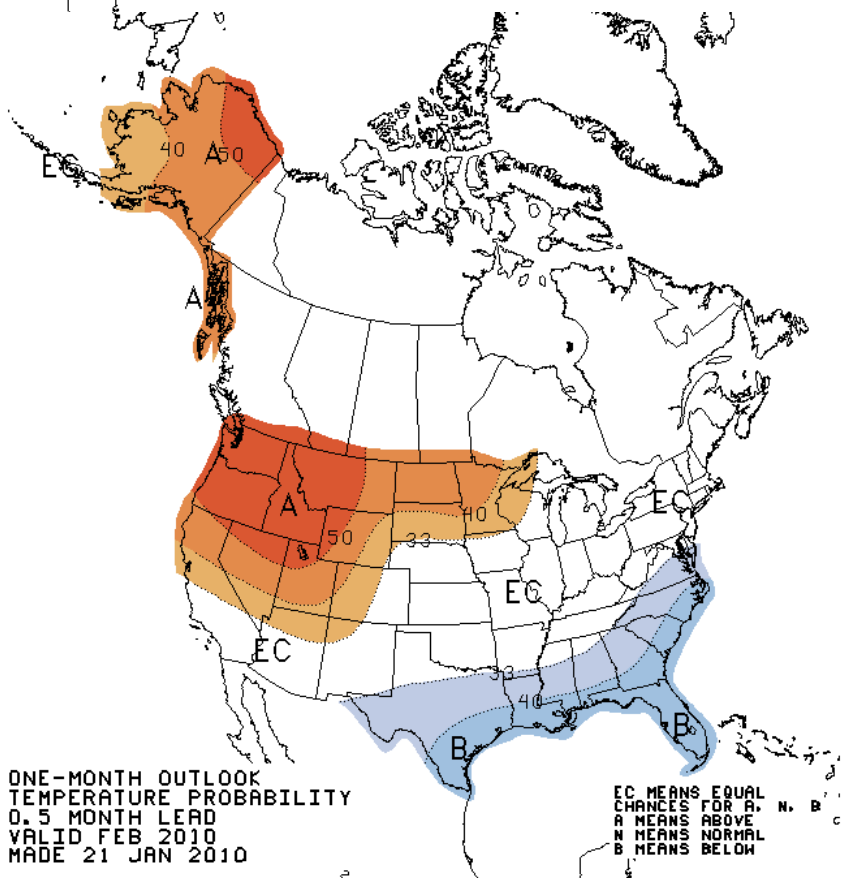 EC
40
A
50
A
A
50
40
33
EC
EC
EC
33
40
B
B
ONE-MONTH OUTLOOK
TEMPERATURE PROBABILITY
0.5 MONTH LEAD
VALID FEB 2010
MADE 21 JAN 2010
EC MEANS EQUAL
CHANCES FOR A, N, B
A MEANS ABOVE
N MEANS NORMAL
B MEANS BELOW